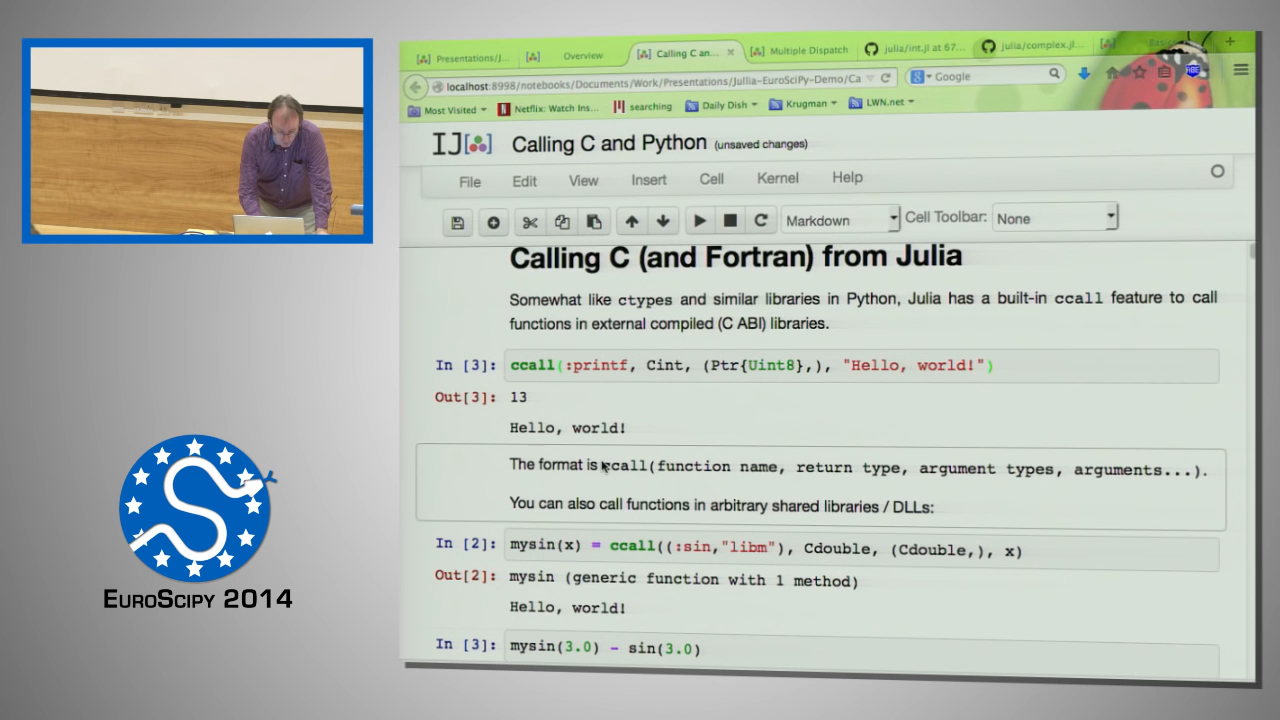 Presentations/J...
Overview
Calling C an...
Multiple Dispatch
julia/int.jl at 67...
julia/complex.jl...
localhost:8998/notebooks/Documents/Work/Presentations/Jullia-EuroSciPy-Demo/Ca
Google
ABP
Most Visited
Netflix: Watch Ins...
searching
Daily Dish
Krugman
LWN.net
IJ
Calling C and Python (unsaved changes)
File Edit View Insert Cell Kernel Help
Markdown
Cell Toolbar: None
Calling C (and Fortran) from Julia
Somewhat like ctypes and similar libraries in Python, Julia has a built-in ccall feature to call
functions in external compiled (C ABI) libraries.
In [3]: ccall(:printf, Cint, (Ptr{Uint8},), "Hello, world!")
Out[3]: 13
Hello, world!
The format is ccall(function name, return type, argument types, arguments...).
You can also call functions in arbitrary shared libraries / DLLs:
In [2]: mysin(x) = ccall((:sin,"libm"), Cdouble, (Cdouble,), x)
Out[2]: mysin (generic function with 1 method)
Hello, world!
In [3]: mysin(3.0) - sin(3.0)
EUROSCIPY 2014